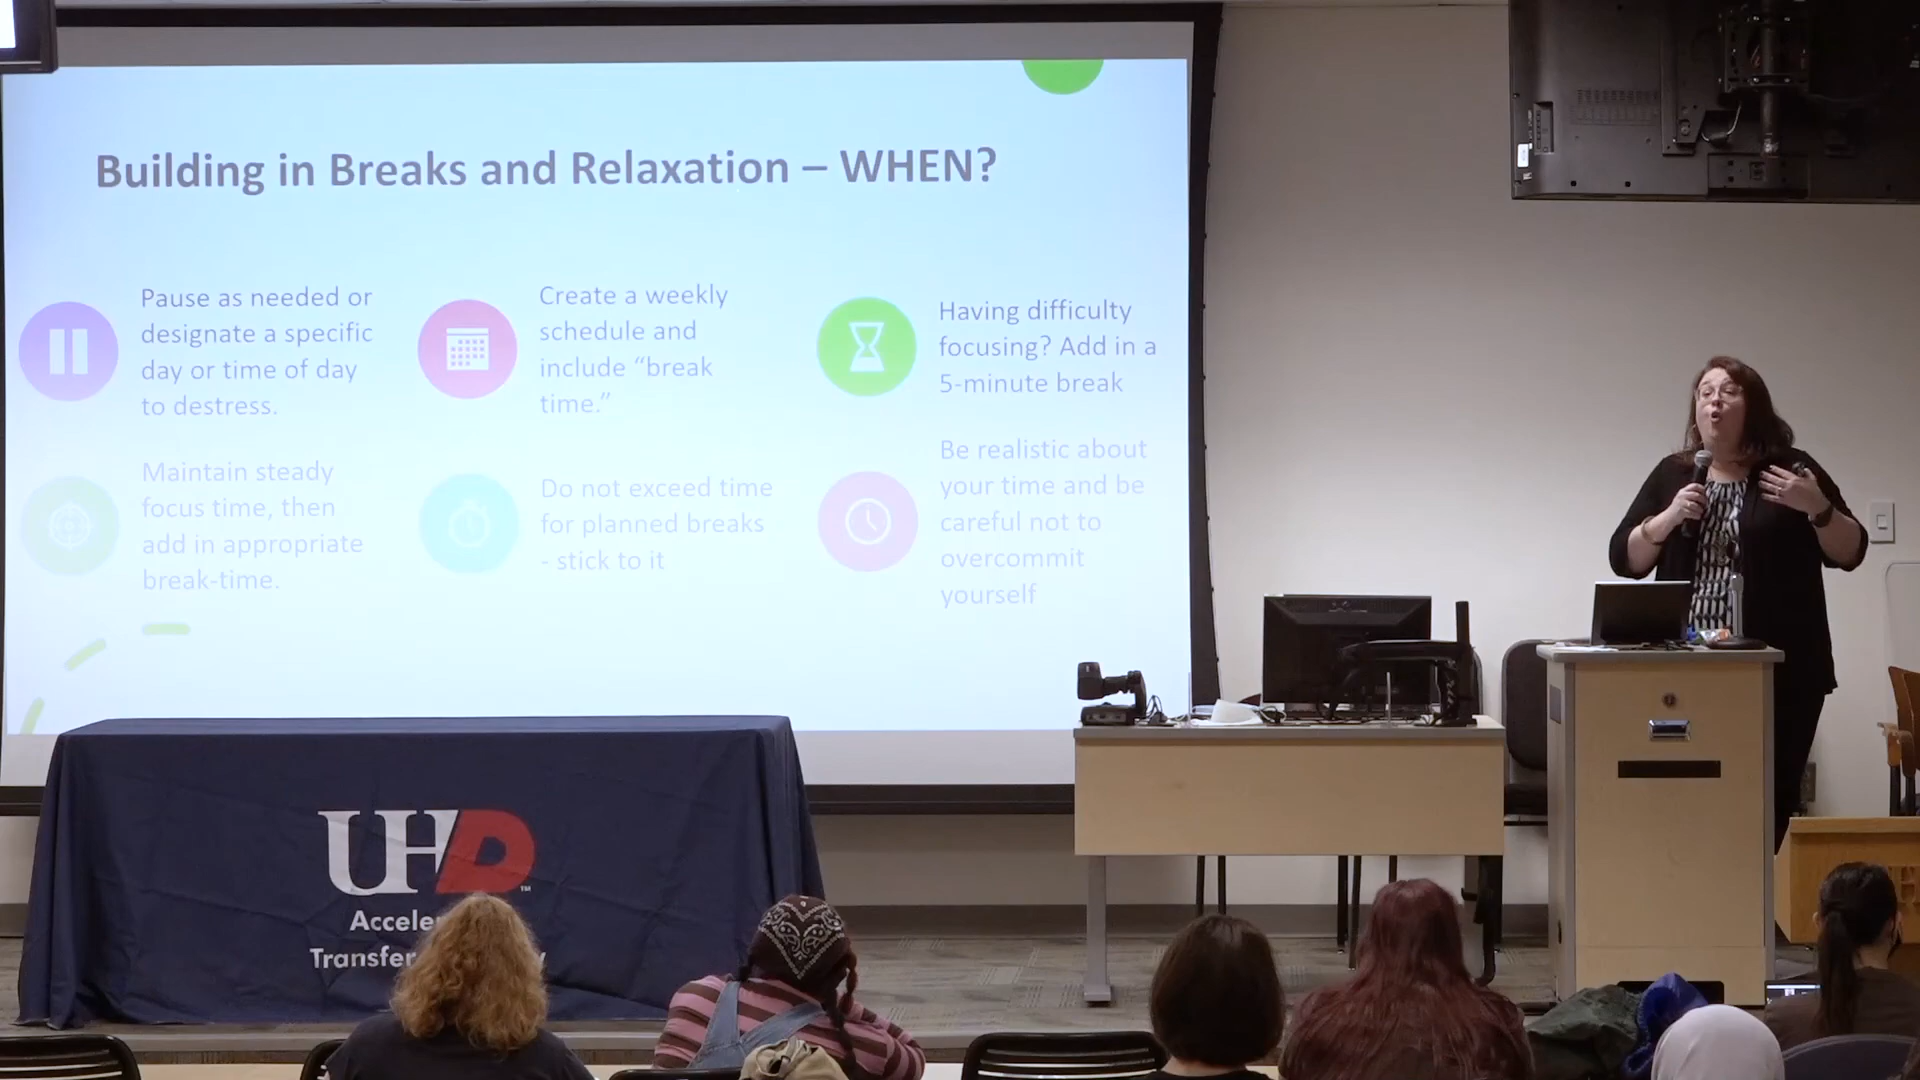 Building in Breaks and Relaxation – WHEN?
Pause as needed or
designate a specific
day or time of day
to destress.
Create a weekly
schedule and
include “break
time.”
Having difficulty
focusing? Add in a
5-minute break
Maintain steady
focus time, then
add in appropriate
break-time.
Do not exceed time
for planned breaks
- stick to it
Be realistic about
your time and be
careful not to
overcommit
yourself
UHD
TM
Transfer